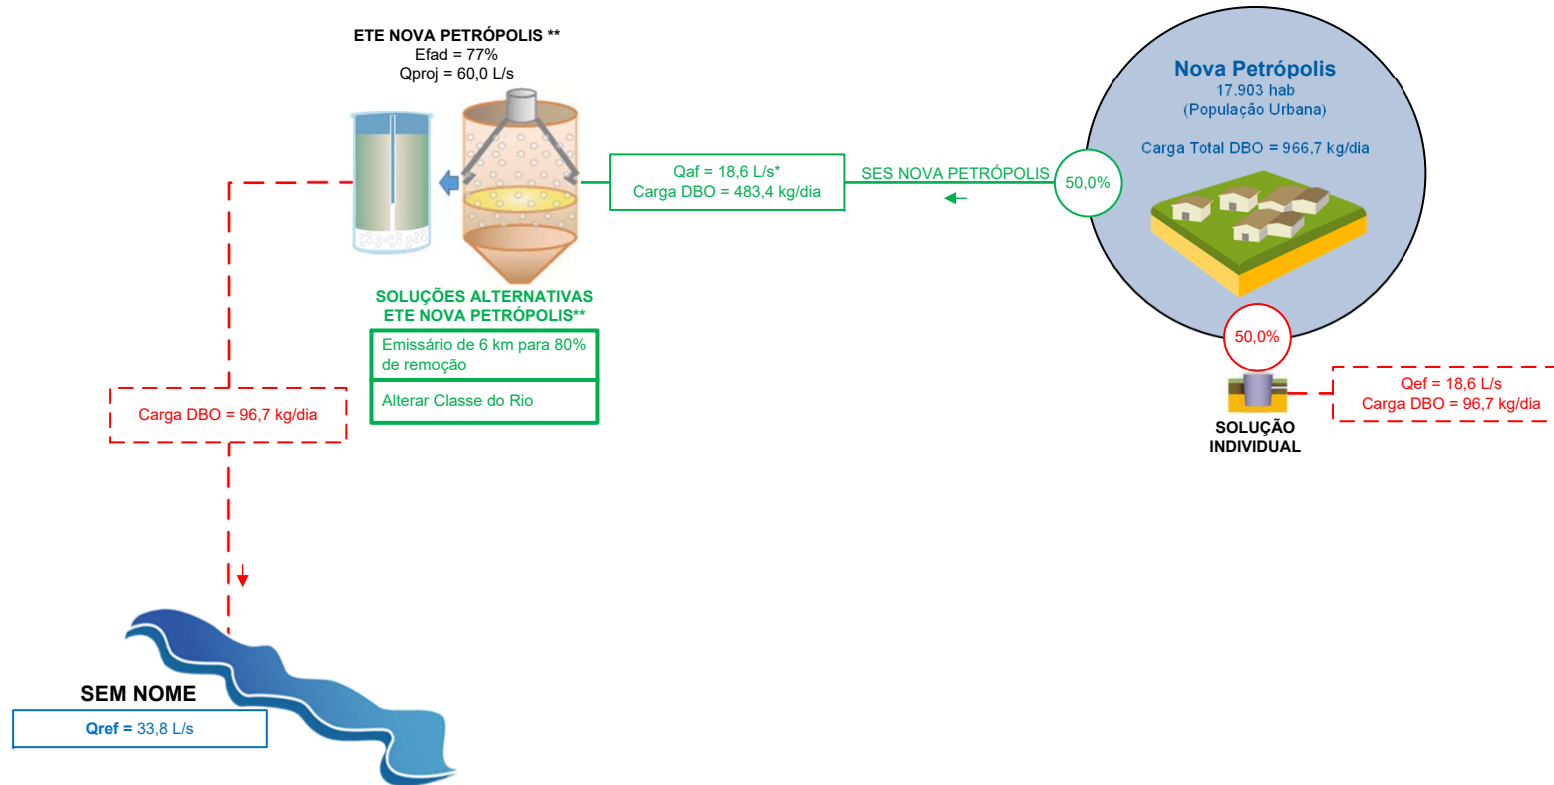 ETE NOVA PETRÓPOLIS **
Efad = 77%
Qproj = 60,0 L/s
Nova Petrópolis
17.903 hab
(População Urbana)
Carga Total DBO = 966,7 kg/dia
Qaf = 18,6 L/s*
Carga DBO = 483,4 kg/dia
SES NOVA PETRÓPOLIS
50,0%
SOLUÇÕES ALTERNATIVAS
ETE NOVA PETRÓPOLIS**
Emissário de 6 km para 80%
de remoção
Alterar Classe do Rio
50,0%
Qef = 18,6 L/s
Carga DBO = 96,7 kg/dia
SOLUÇÃO
INDIVIDUAL
Carga DBO = 96,7 kg/dia
SEM NOME
Qref = 33,8 L/s